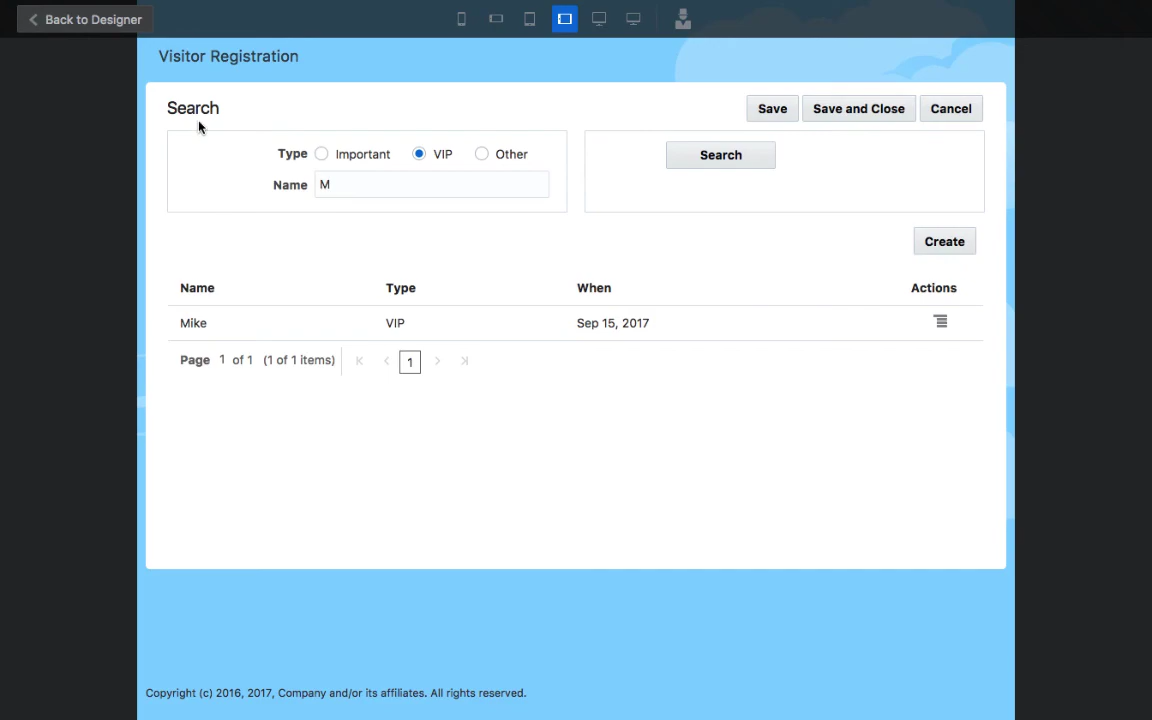 Back to Designer
Visitor Registration
Search
Save Save and Close Cancel
Type Important VIP Other
Search
Name M
Create
Name Type When Actions
Mike VIP Sep 15, 2017
Page 1 of 1 (1 of 1 items) 1
Copyright (c) 2016, 2017, Company and/or its affiliates. All rights reserved.